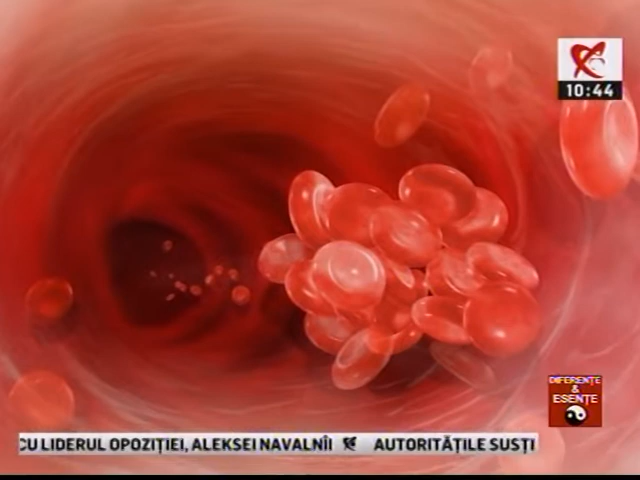 10:44
DIFERENȚE
&
ESENȚE
CU LIDERUL OPOZIȚIEI, ALEKSEI NAVALNÎI AUTORITĂȚILE SUSȚI